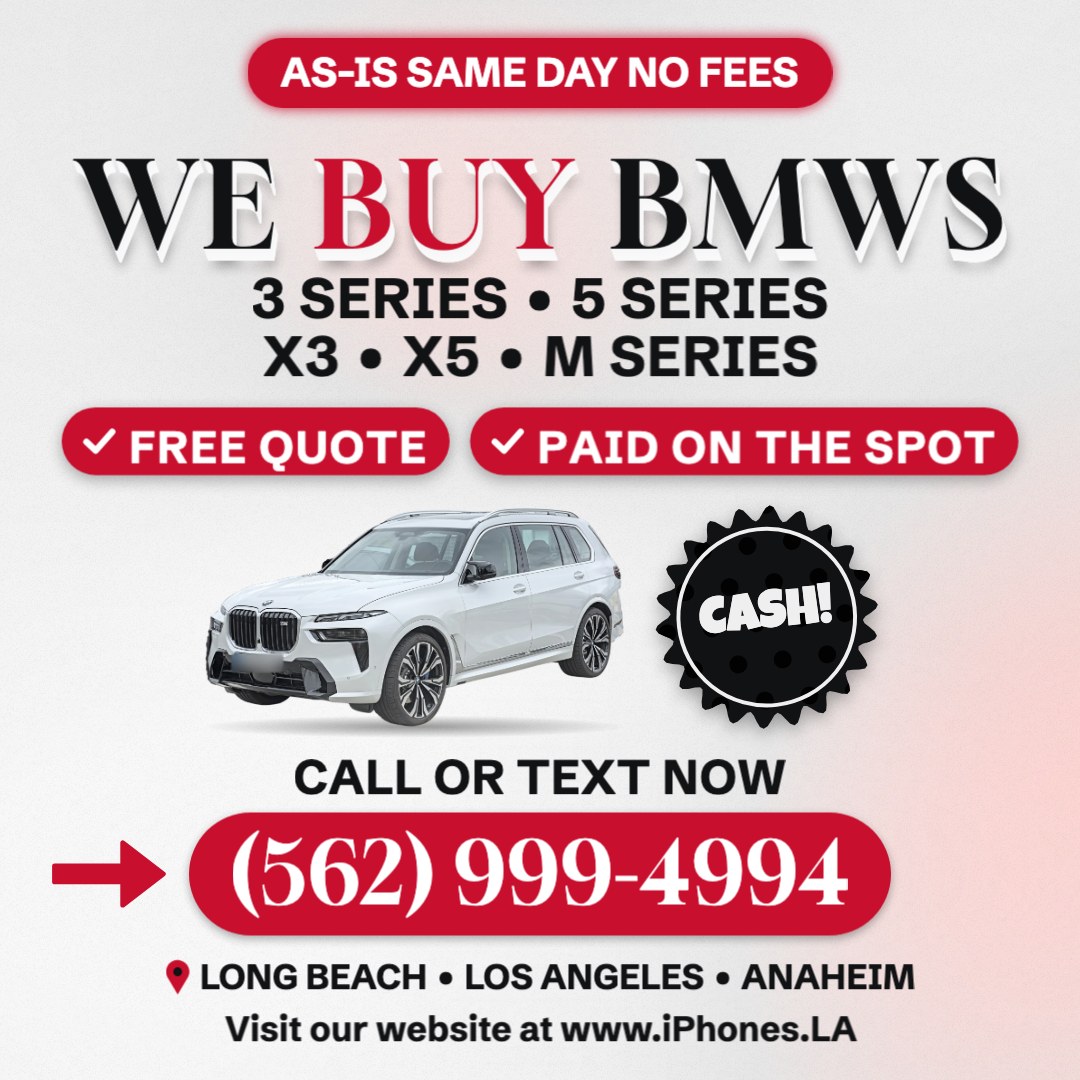 AS-IS SAME DAY NO FEES
WE BUY BMWS
3 SERIES • 5 SERIES
X3 • X5 • M SERIES
✓ FREE QUOTE
✓ PAID ON THE SPOT
CASH!
CALL OR TEXT NOW
(562) 999-4994
LONG BEACH • LOS ANGELES • ANAHEIM
Visit our website at www.iPhones.LA